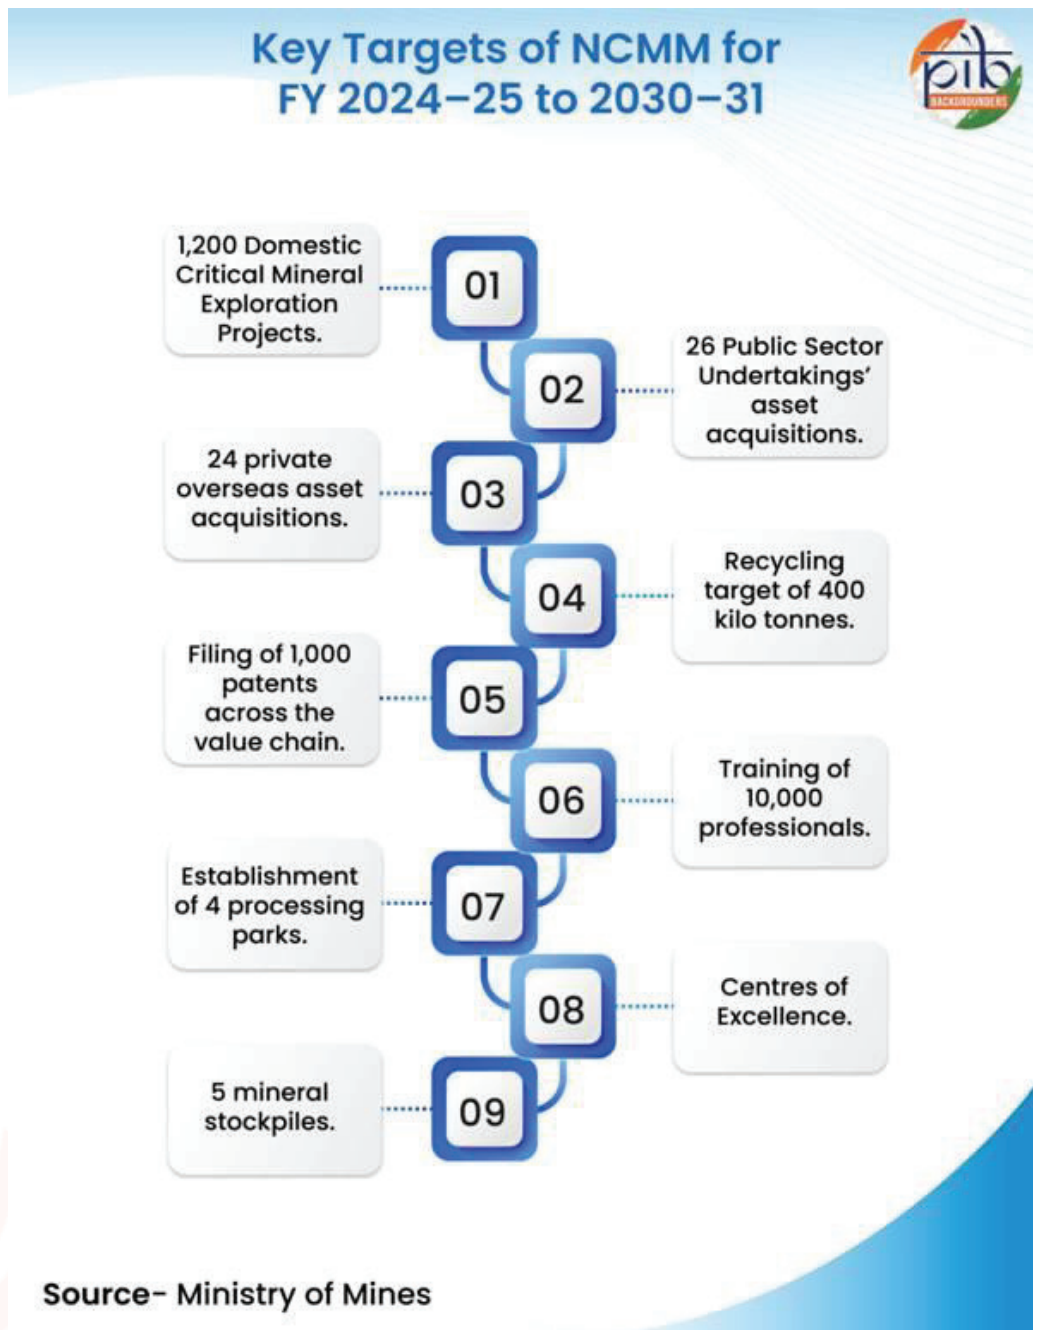 Key Targets of NCMM for
FY 2024–25 to 2030–31
pib
BACKGROUNDERS
1,200 Domestic
Critical Mineral
Exploration
Projects.
01
26 Public Sector
Undertakings’
asset
acquisitions.
02
24 private
overseas asset
acquisitions.
03
Recycling
target of 400
kilo tonnes.
04
Filing of 1,000
patents
across the
value chain.
05
Training of
10,000
professionals.
06
Establishment
of 4 processing
parks.
07
Centres of
Excellence.
08
5 mineral
stockpiles.
09
Source- Ministry of Mines